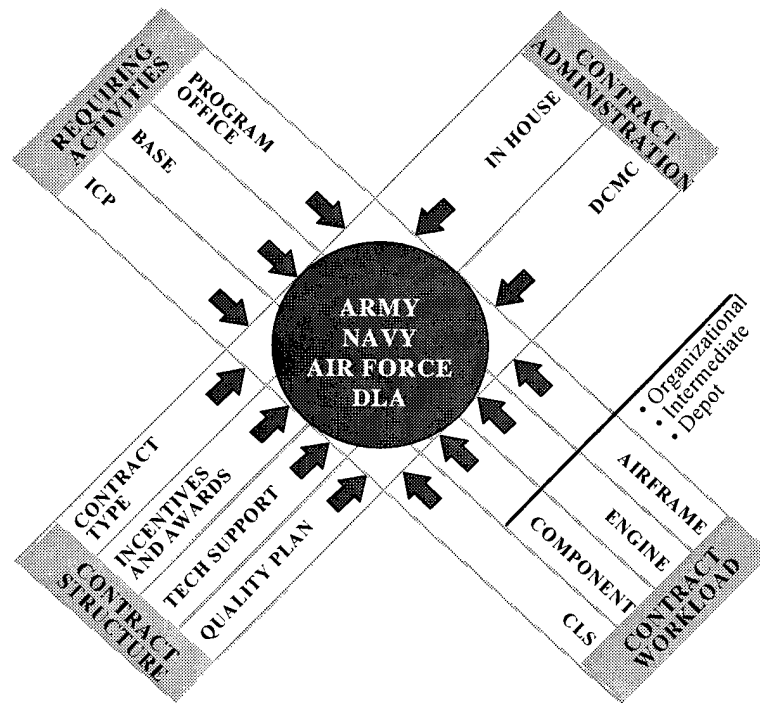 REQUIRING
ACTIVITIES
PROGRAM
OFFICE
BASE
ICP
CONTRACT
ADMINISTRATION
IN HOUSE
DCMC
ARMY
NAVY
AIR FORCE
DLA
• Organizational
• Intermediate
• Depot
CONTRACT
TYPE
INCENTIVES
AND AWARDS
TECH SUPPORT
QUALITY PLAN
CONTRACT
STRUCTURE
AIRFRAME
ENGINE
COMPONENT
CLS
CONTRACT
WORKLOAD